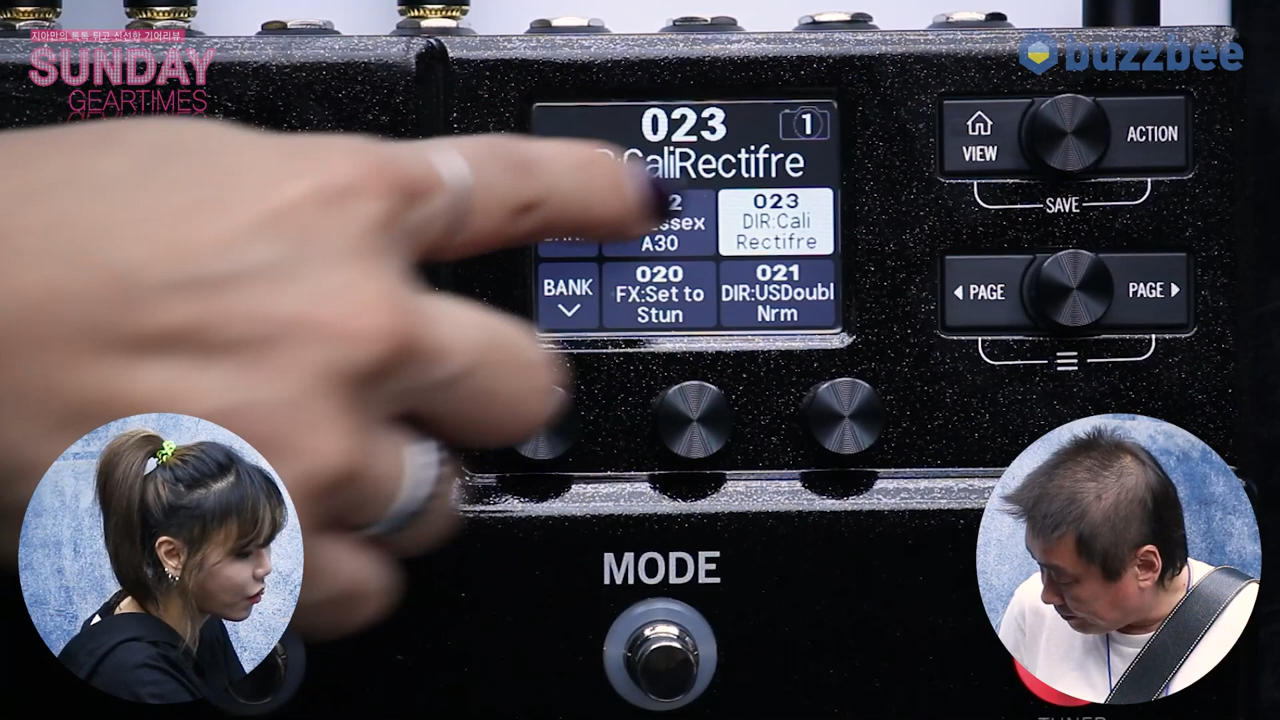 지아만의 톡톡 튀고 신선한 기어리뷰
SUNDAY
GEARTIMES
buzzbee
023
1
CaliRectifre
VIEW
ACTION
SAVE
A30
023
DIR:Cali
Rectifre
BANK
020
FX:Set to
Stun
021
DIR:USDoubl
Nrm
PAGE
PAGE
MODE
TUNER